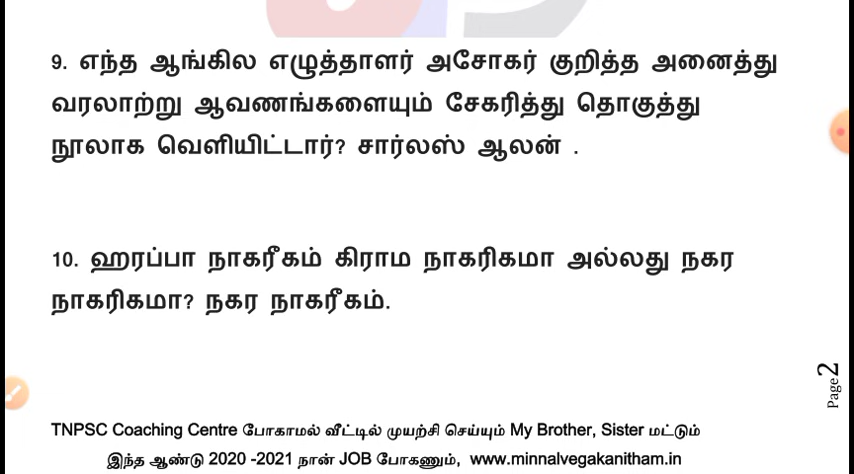 9. எந்த ஆங்கில எழுத்தாளர் அசோகர் குறித்த அனைத்து
வரலாற்று ஆவணங்களையும் சேகரித்து தொகுத்து
நூலாக வெளியிட்டார்? சார்லஸ் ஆலன் .
10. ஹரப்பா நாகரீகம் கிராம நாகரிகமா அல்லது நகர
நாகரிகமா? நகர நாகரீகம்.
Page 2
TNPSC Coaching Centre போகாமல் வீட்டில் முயற்சி செய்யும் My Brother, Sister மட்டும்
இந்த ஆண்டு 2020 -2021 நான் JOB போகணும், www.minnalvegakanitham.in